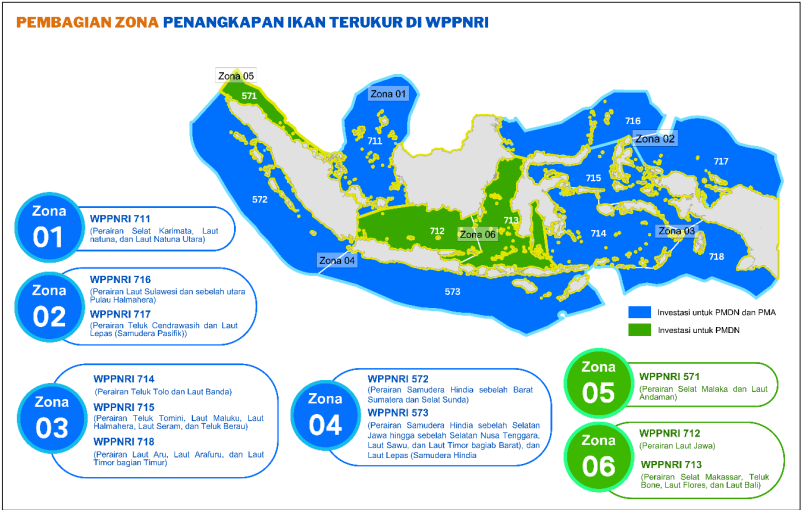 PEMBAGIAN ZONA PENANGKAPAN IKAN TERUKUR DI WPPNRI
Zona 05
571
Zona 01
711
716
Zona 02
717
715
572
712
713
Zona 06
714
Zona 03
718
Zona 04
573
Investasi untuk PMDN dan PMA
Investasi untuk PMDN
Zona
01
WPPNRI 711
(Perairan Selat Karimata, Laut
natuna, dan Laut Natuna Utara)
Zona
02
WPPNRI 716
(Perairan Laut Sulawesi dan sebelah utara
Pulau Halmahera)
WPPNRI 717
(Perairan Teluk Cendrawasih dan Laut
Lepas (Samudera Pasifik))
Zona
03
WPPNRI 714
(Perairan Teluk Tolo dan Laut Banda)
WPPNRI 715
(Perairan Teluk Tomini, Laut Maluku, Laut
Halmahera, Laut Seram, dan Teluk Berau)
WPPNRI 718
(Perairan Laut Aru, Laut Arafuru, dan Laut
Timor bagian Timur)
Zona
04
WPPNRI 572
(Perairan Samudera Hindia sebelah Barat
Sumatera dan Selat Sunda)
WPPNRI 573
(Perairan Samudera Hindia sebelah Selatan
Jawa hingga sebelah Selatan Nusa Tenggara,
Laut Sawu, dan Laut Timor bagiab Barat), dan
Laut Lepas (Samudera Hindia
Zona
05
WPPNRI 571
(Perairan Selat Malaka dan Laut
Andaman)
Zona
06
WPPNRI 712
(Perairan Laut Jawa)
WPPNRI 713
(Perairan Selat Makassar, Teluk
Bone, Laut Flores, dan Laut Bali)